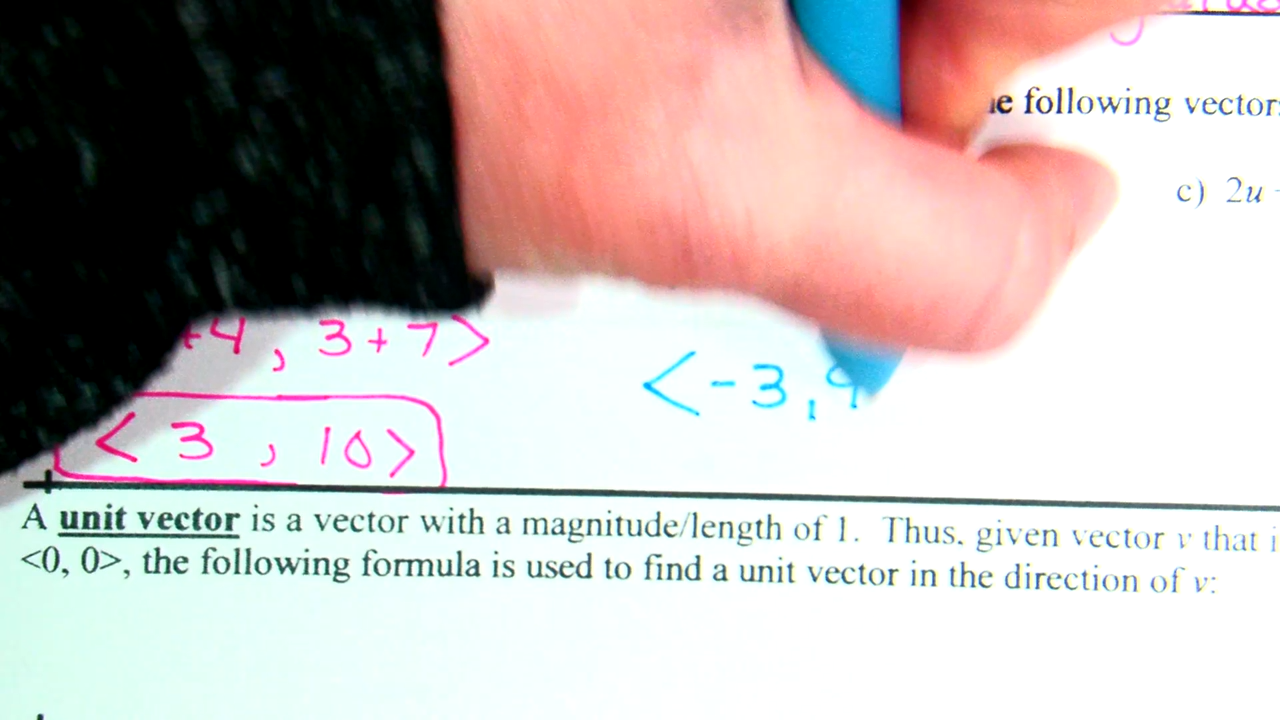 following vector
c) 2u
+4, 3+7>
<-3,
<3, 10>
A unit vector is a vector with a magnitude/length of 1. Thus, given vector v that
<0, 0>, the following formula is used to find a unit vector in the direction of v: